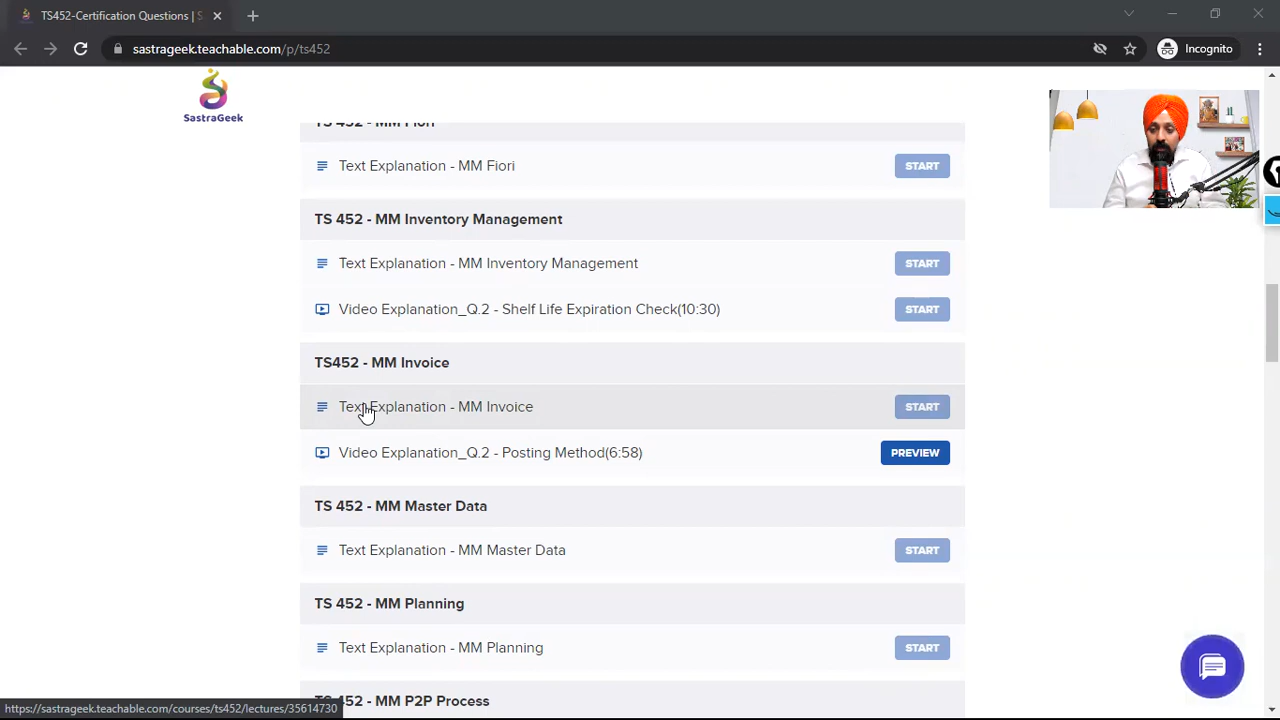 TS452-Certification Questions | S
sastrageek.teachable.com/p/ts452
Incognito
SastraGeek
TS 452 - MM Fiori
Text Explanation - MM Fiori
START
TS 452 - MM Inventory Management
Text Explanation - MM Inventory Management
START
Video Explanation_Q.2 - Shelf Life Expiration Check(10:30)
START
TS452 - MM Invoice
Text Explanation - MM Invoice
START
Video Explanation_Q.2 - Posting Method(6:58)
PREVIEW
TS 452 - MM Master Data
Text Explanation - MM Master Data
START
TS 452 - MM Planning
Text Explanation - MM Planning
START
TS 452 - MM P2P Process
https://sastrageek.teachable.com/courses/ts452/lectures/35614730